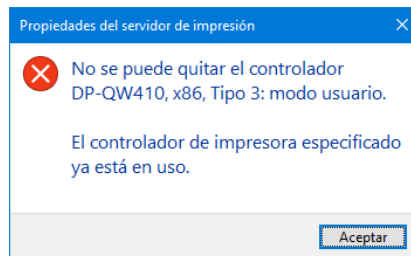 Propiedades del servidor de impresión
No se puede quitar el controlador
DP-QW410, x86, Tipo 3: modo usuario.
El controlador de impresora especificado
ya está en uso.
Aceptar